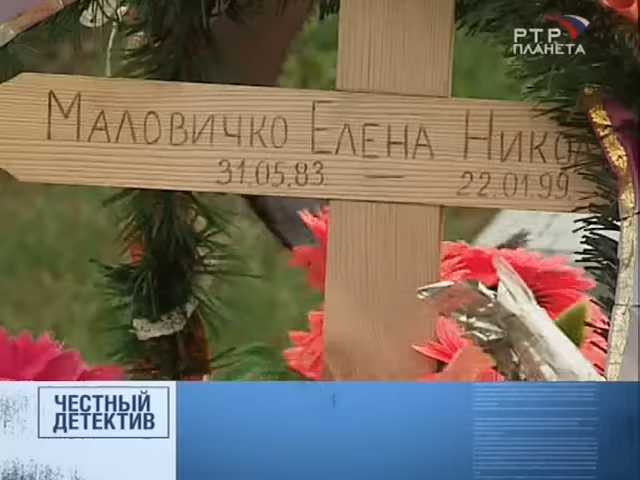 РТР
ПЛАНЕТА
Маловичко Елена Нико
31.05.83. — 22.01.99.
ЧЕСТНЫЙ
ДЕТЕКТИВ